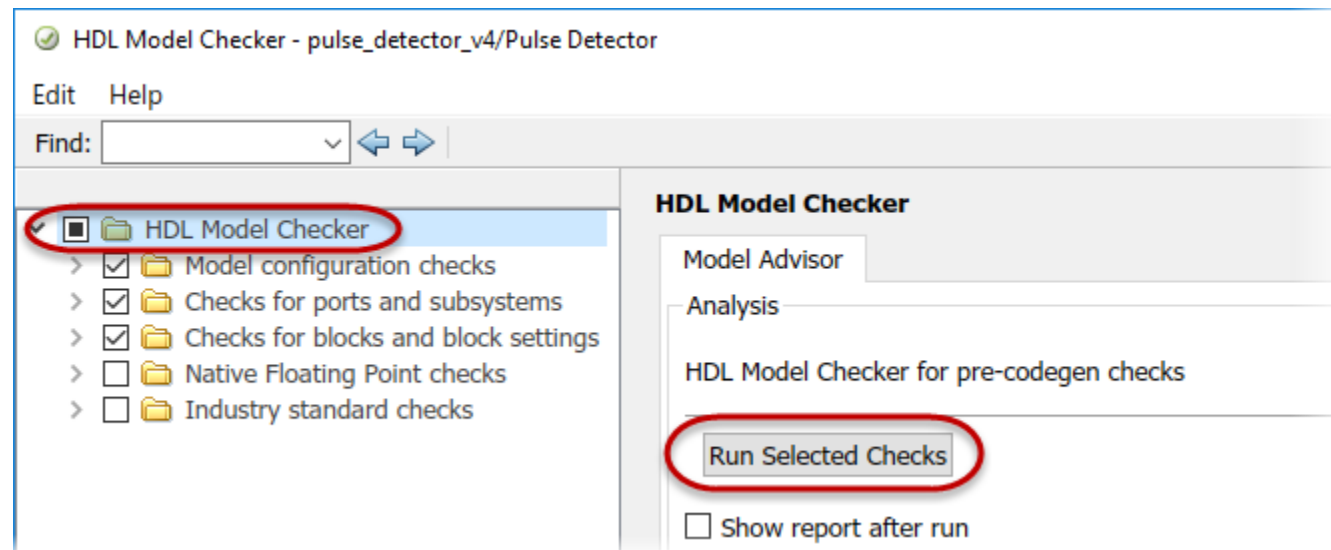 HDL Model Checker - pulse_detector_v4/Pulse Detector
Edit Help
Find:
HDL Model Checker
Model configuration checks
Checks for ports and subsystems
Checks for blocks and block settings
Native Floating Point checks
Industry standard checks
HDL Model Checker
Model Advisor
Analysis
HDL Model Checker for pre-codegen checks
Run Selected Checks
Show report after run